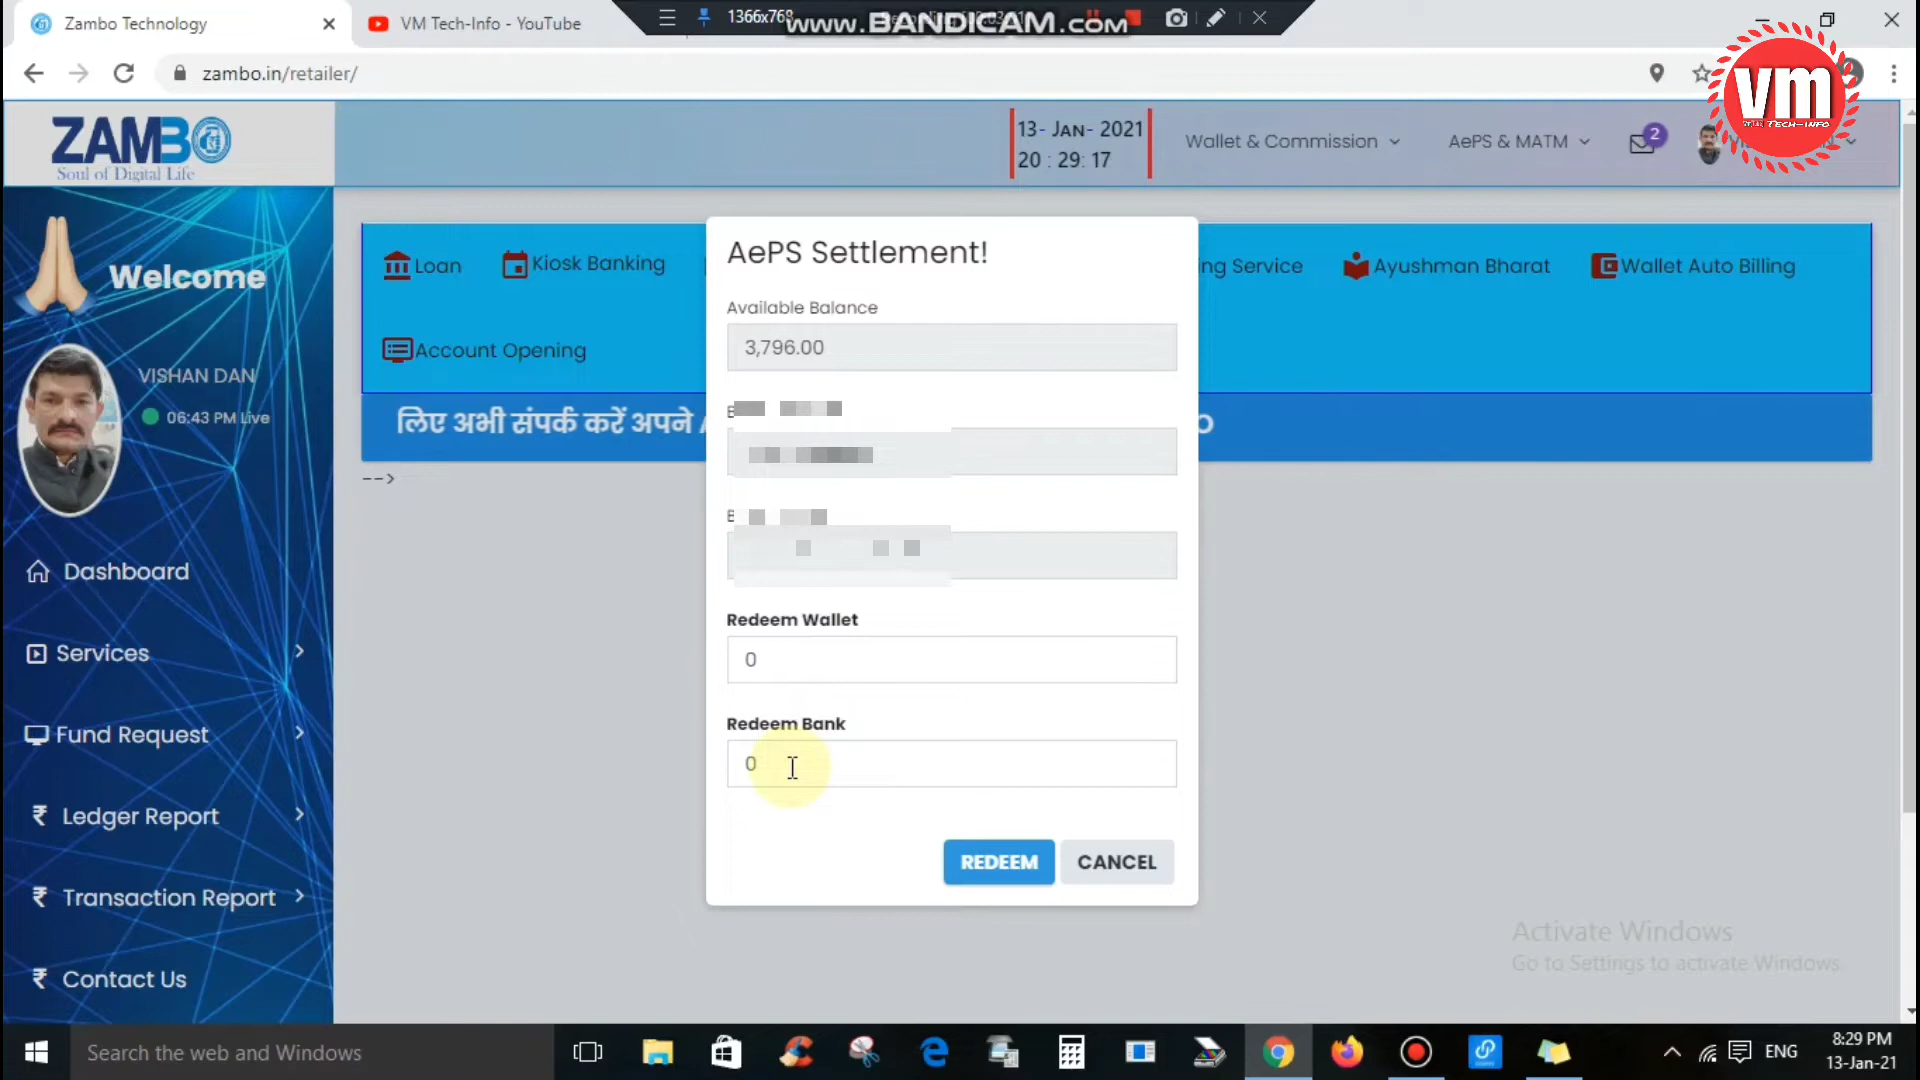 Zambo Technology
VM Tech-Info - YouTube
1366x768
www.BANDICAM.com
zambo.in/retailer/
vm
TECH-INFO
ZAMBO
Soul of Digital Life
13- JAN- 2021
20 : 29: 17
Wallet & Commission
AePS & MATM
2
Welcome
VISHAN DAN
06:43 PM Live
Dashboard
Services
Fund Request
₹ Ledger Report
₹ Transaction Report
₹ Contact Us
Loan
Kiosk Banking
ng Service
Ayushman Bharat
Wallet Auto Billing
Account Opening
लिए अभी संपर्क करें अपने
-->
AePS Settlement!
Available Balance
3,796.00
Redeem Wallet
0
Redeem Bank
0
REDEEM
CANCEL
Activate Windows
Go to Settings to activate Windows
Search the web and Windows
ENG
8:29 PM
13-Jan-21